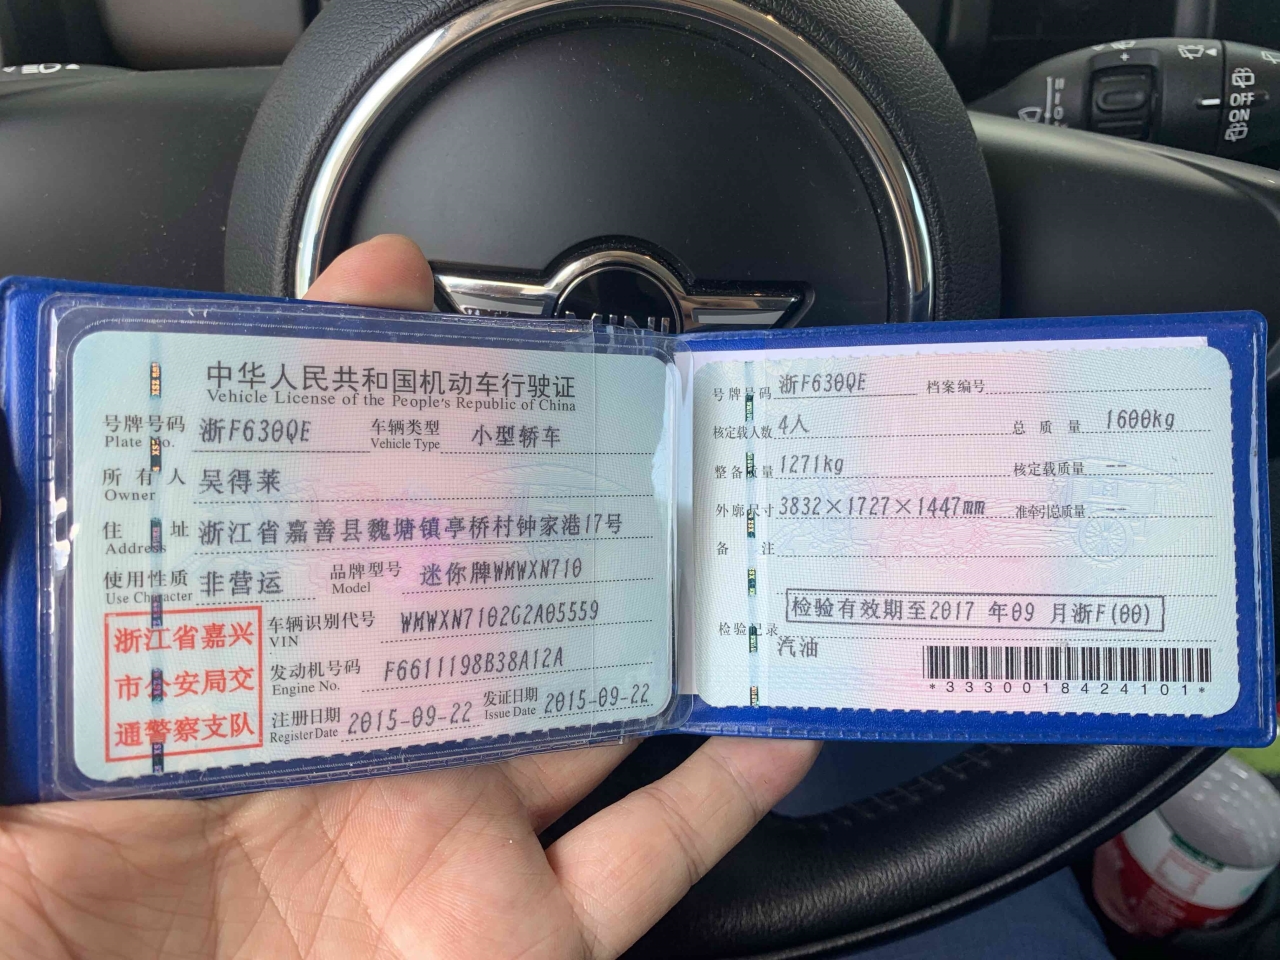 OFF
ON
中华人民共和国机动车行驶证
Vehicle License of the People's Republic of China
号牌号码 浙F630QE 车辆类型 小型轿车
Plate No. Vehicle Type
所有人 吴得莱
Owner
住址 浙江省嘉善县魏塘镇亭桥村钟家港17号
Address
使用性质 非营运 品牌型号 迷你牌WMWXN710
Use Character Model
浙江省嘉兴
市公安局交
通警察支队
车辆识别代号 WMWXN7102G2A05559
VIN
发动机号码 F6611198B38A12A
Engine No.
注册日期 2015-09-22 发证日期 2015-09-22
Register Date Issue Date
号牌号码 浙F630QE 档案编号
核定载人数 4人 总质量 1600kg
整备质量 1271kg 核定载质量 --
外廓尺寸 3832×1727×1447mm 准牵引总质量 --
备注
检验有效期至2017 年09 月浙F(00)
检验记录
汽油
*3330018424101*